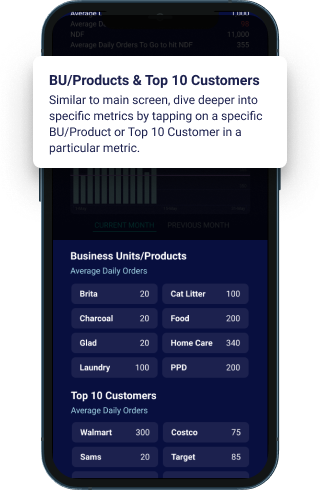 Average
1,000
Average D.
NDF 11,000
Average Daily Orders To Go to hit NDF 355
BU/Products & Top 10 Customers
Similar to main screen, dive deeper into
specific metrics by tapping on a specific
BU/Product or Top 10 Customer in a
particular metric.
CURRENT MONTH PREVIOUS MONTH
Business Units/Products
Average Daily Orders
Brita 20 Cat Litter 100
Charcoal 20 Food 200
Glad 20 Home Care 340
Laundry 100 PPD 200
Top 10 Customers
Average Daily Orders
Walmart 300 Costco 75
Sams 20 Target 85